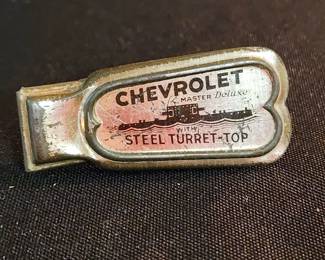 CHEVROLET
MASTER Deluxe
WITH
STEEL TURRET-TOP